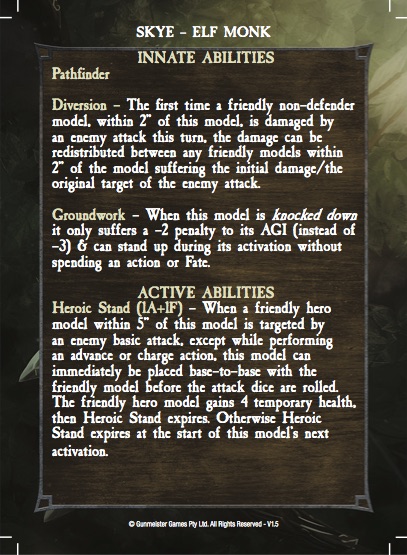 SKYE – ELF MONK
INNATE ABILITIES
Pathfinder
Diversion – The first time a friendly non-defender
model, within 2” of this model, is damaged by
an enemy attack this turn, the damage can be
redistributed between any friendly models within
2” of the model suffering the initial damage/the
original target of the enemy attack.
Groundwork – When this model is knocked down
it only suffers a –2 penalty to its AGI (instead of
–3) & can stand up during its activation without
spending an action or Fate.
ACTIVE ABILITIES
Heroic Stand (1A+1F) – When a friendly hero
model within 5” of this model is targeted by
an enemy basic attack, except while performing
an advance or charge action, this model can
immediately be placed base-to-base with the
friendly model before the attack dice are rolled.
The friendly hero model gains 4 temporary health,
then Heroic Stand expires. Otherwise Heroic
Stand expires at the start of this model’s next
activation.
© Gunmeister Games Pty Ltd. All Rights Reserved - V1.5